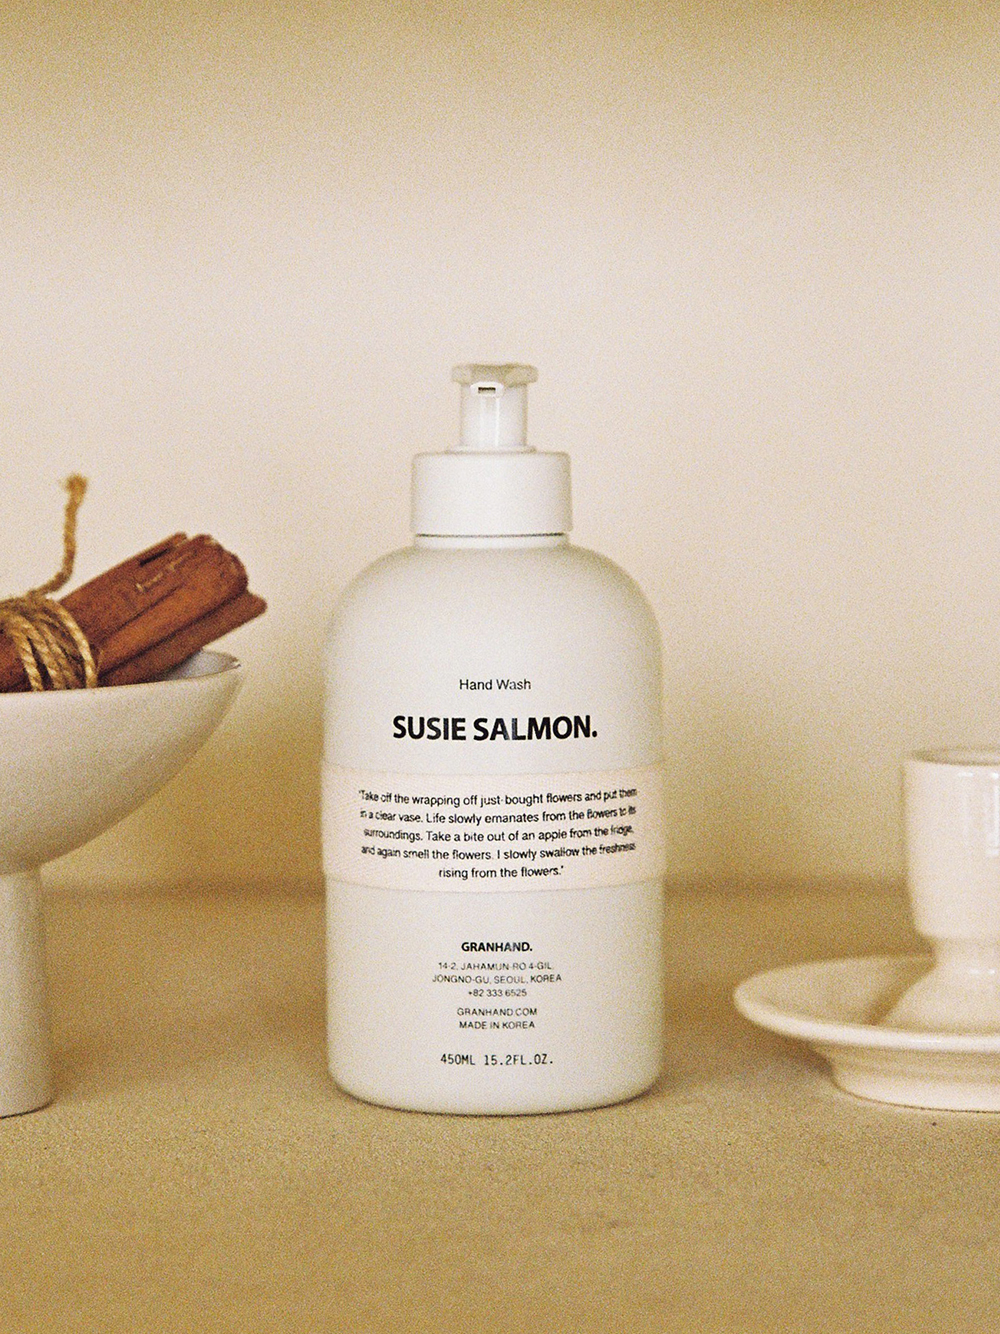 Hand Wash
SUSIE SALMON.
"Take off the wrapping off just-bought flowers and put them
in a clear vase. Life slowly emanates from the flowers to its
surroundings. Take a bite out of an apple from the fridge,
and again smell the flowers. I slowly swallow the freshness
rising from the flowers."
GRANHAND.
14-2, JAHAMUN-RO 4-GIL,
JONGNO-GU, SEOUL, KOREA
+82 333 6525
GRANHAND.COM
MADE IN KOREA
450ML 15.2FL.OZ.